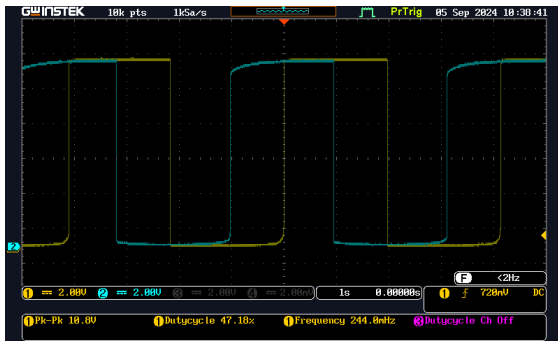 GWINSTEK 10k pts 1kSa/s PrTrig 05 Sep 2024 10:38:41
2
F <2Hz
1 2.00V 2 2.00V 3 2.00V 4 2.00mV 1s 0.00000s 1 720mV DC
1 Pk-Pk 10.8V 1 Dutycycle 47.18% 1 Frequency 244.0mHz 3 Dutycycle Ch Off